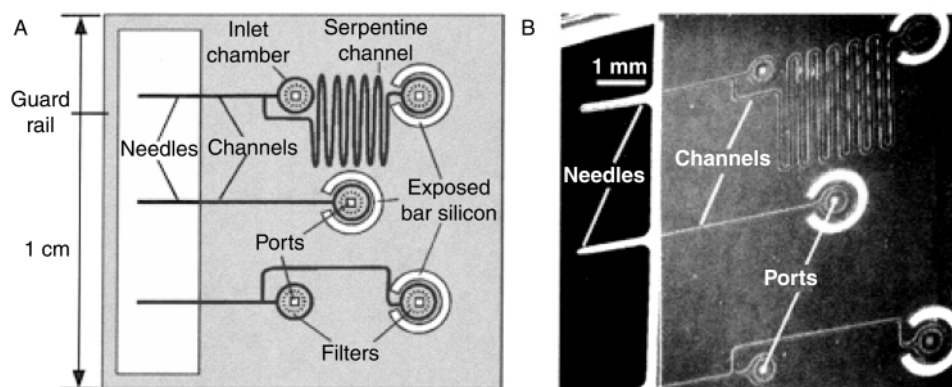 A
Inlet
chamber
Serpentine
channel
Guard
rail
Needles
Channels
Exposed
bar silicon
Ports
1 cm
Filters
B
1 mm
Channels
Needles
Ports